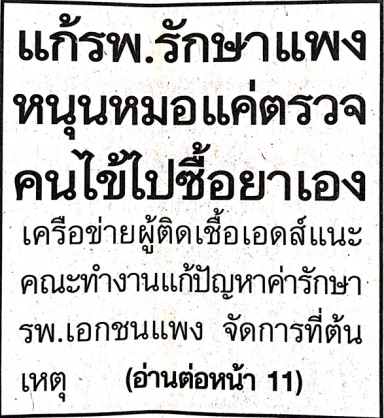 แก้รพ.รักษาแพง
หนุนหมอแค่ตรวจ
คนไข้ไปซื้อยาเอง
เครือข่ายผู้ติดเชื้อเอดส์แนะ
คณะทำงานแก้ปัญหาค่ารักษา
รพ.เอกชนแพง จัดการที่ต้น
เหตุ (อ่านต่อหน้า 11)